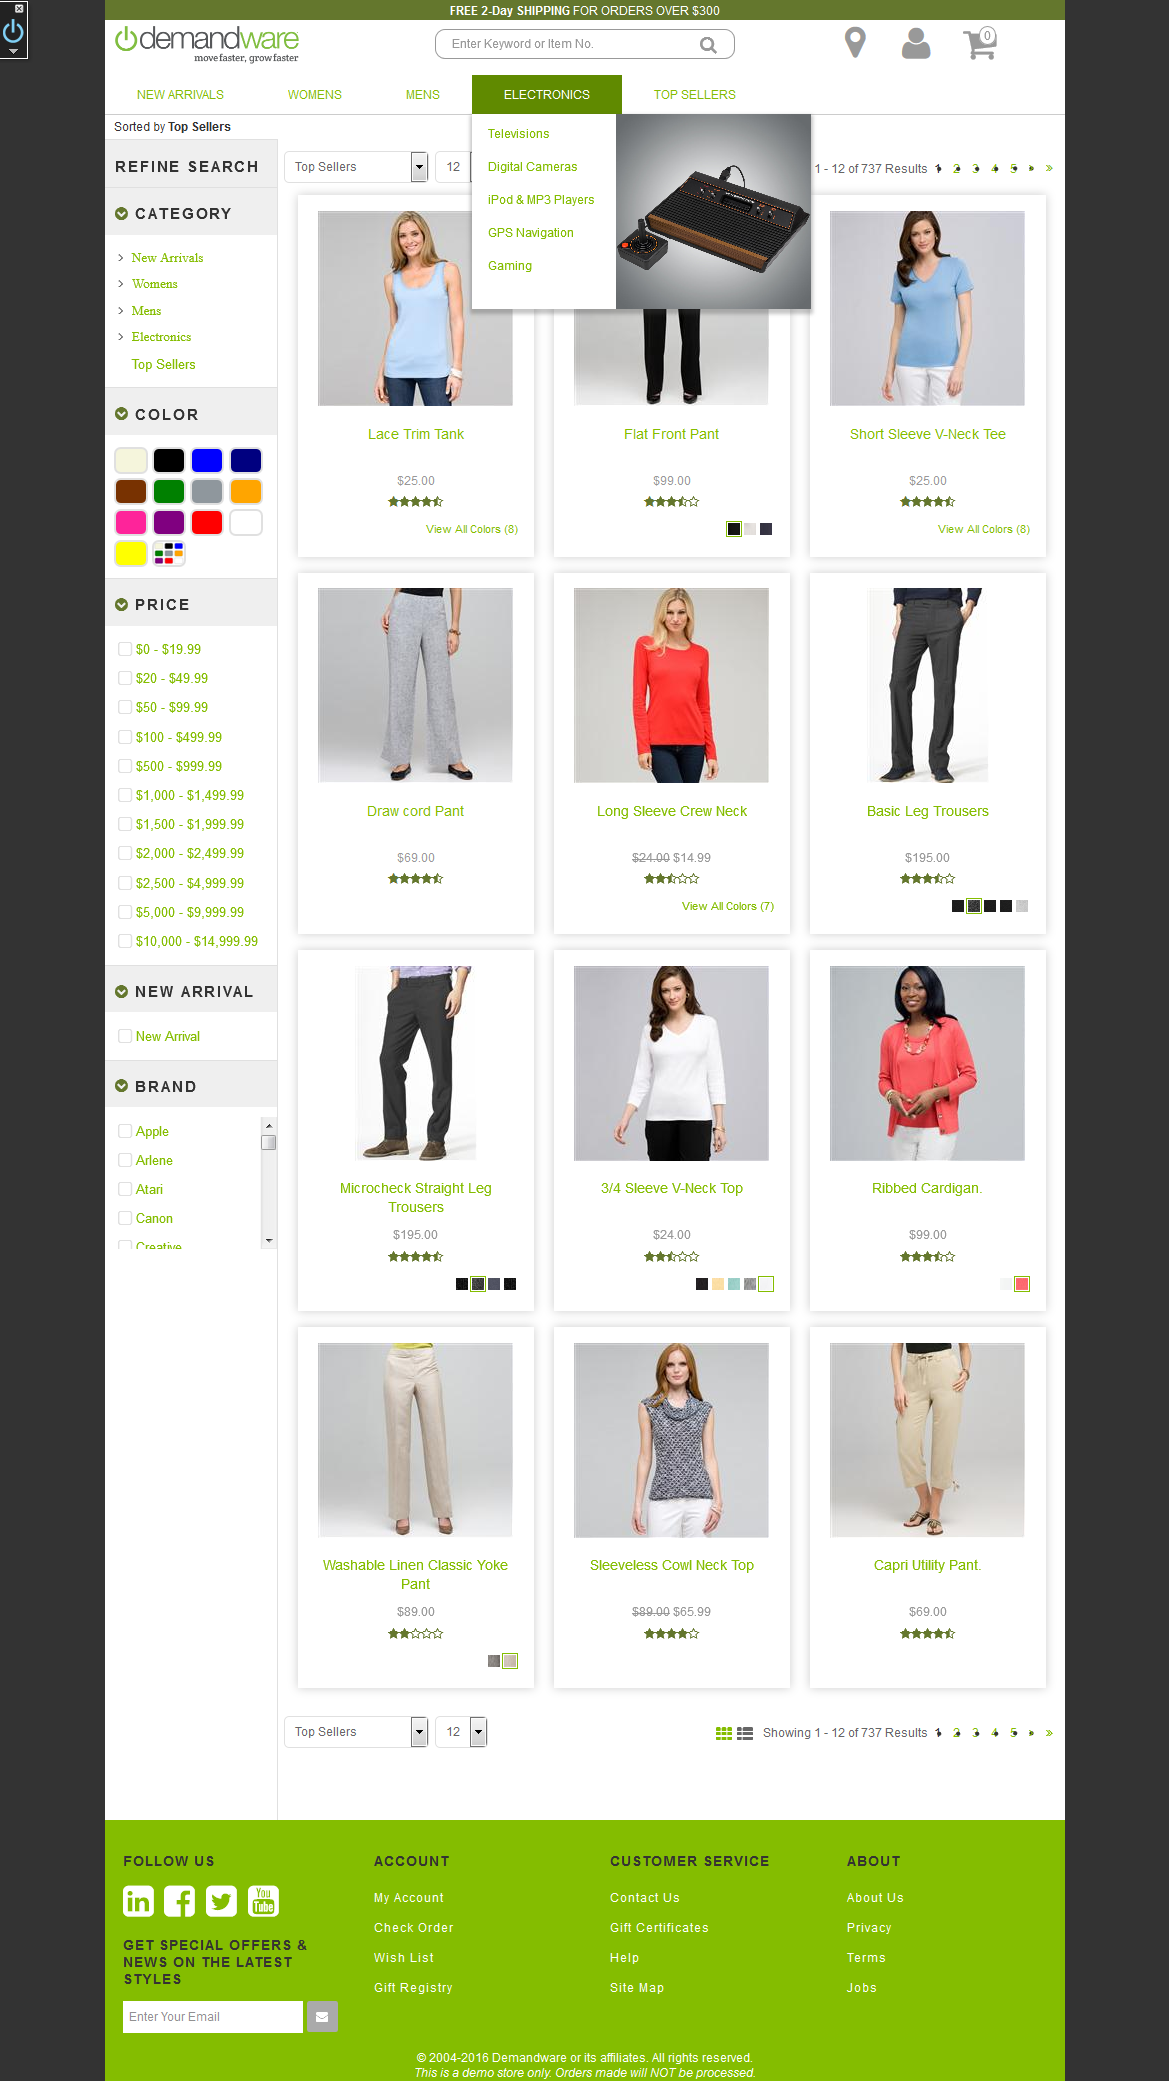 FREE 2-Day SHIPPING FOR ORDERS OVER $300
demandware
move faster, grow faster
Enter Keyword or Item No.
0
NEW ARRIVALS
WOMENS
MENS
ELECTRONICS
TOP SELLERS
Sorted by Top Sellers
Televisions
Digital Cameras
iPod & MP3 Players
GPS Navigation
Gaming
REFINE SEARCH
CATEGORY
New Arrivals
Womens
Mens
Electronics
Top Sellers
COLOR
PRICE
$0 - $19.99
$20 - $49.99
$50 - $99.99
$100 - $499.99
$500 - $999.99
$1,000 - $1,499.99
$1,500 - $1,999.99
$2,000 - $2,499.99
$2,500 - $4,999.99
$5,000 - $9,999.99
$10,000 - $14,999.99
NEW ARRIVAL
New Arrival
BRAND
Apple
Arlene
Atari
Canon
Creative
Top Sellers
12
1 - 12 of 737 Results 1 2 3 4 5 » »
Lace Trim Tank
$25.00
View All Colors (8)
Flat Front Pant
$99.00
Short Sleeve V-Neck Tee
$25.00
View All Colors (8)
Draw cord Pant
$69.00
Long Sleeve Crew Neck
$24.00 $14.99
View All Colors (7)
Basic Leg Trousers
$195.00
Microcheck Straight Leg
Trousers
$195.00
3/4 Sleeve V-Neck Top
$24.00
Ribbed Cardigan.
$99.00
Washable Linen Classic Yoke
Pant
$89.00
Sleeveless Cowl Neck Top
$89.00 $65.99
Capri Utility Pant.
$69.00
Top Sellers
12
Showing 1 - 12 of 737 Results 1 2 3 4 5 » »
FOLLOW US
in
You
Tube
GET SPECIAL OFFERS &
NEWS ON THE LATEST
STYLES
Enter Your Email
ACCOUNT
My Account
Check Order
Wish List
Gift Registry
CUSTOMER SERVICE
Contact Us
Gift Certificates
Help
Site Map
ABOUT
About Us
Privacy
Terms
Jobs
© 2004-2016 Demandware or its affiliates. All rights reserved.
This is a demo store only. Orders made will NOT be processed.